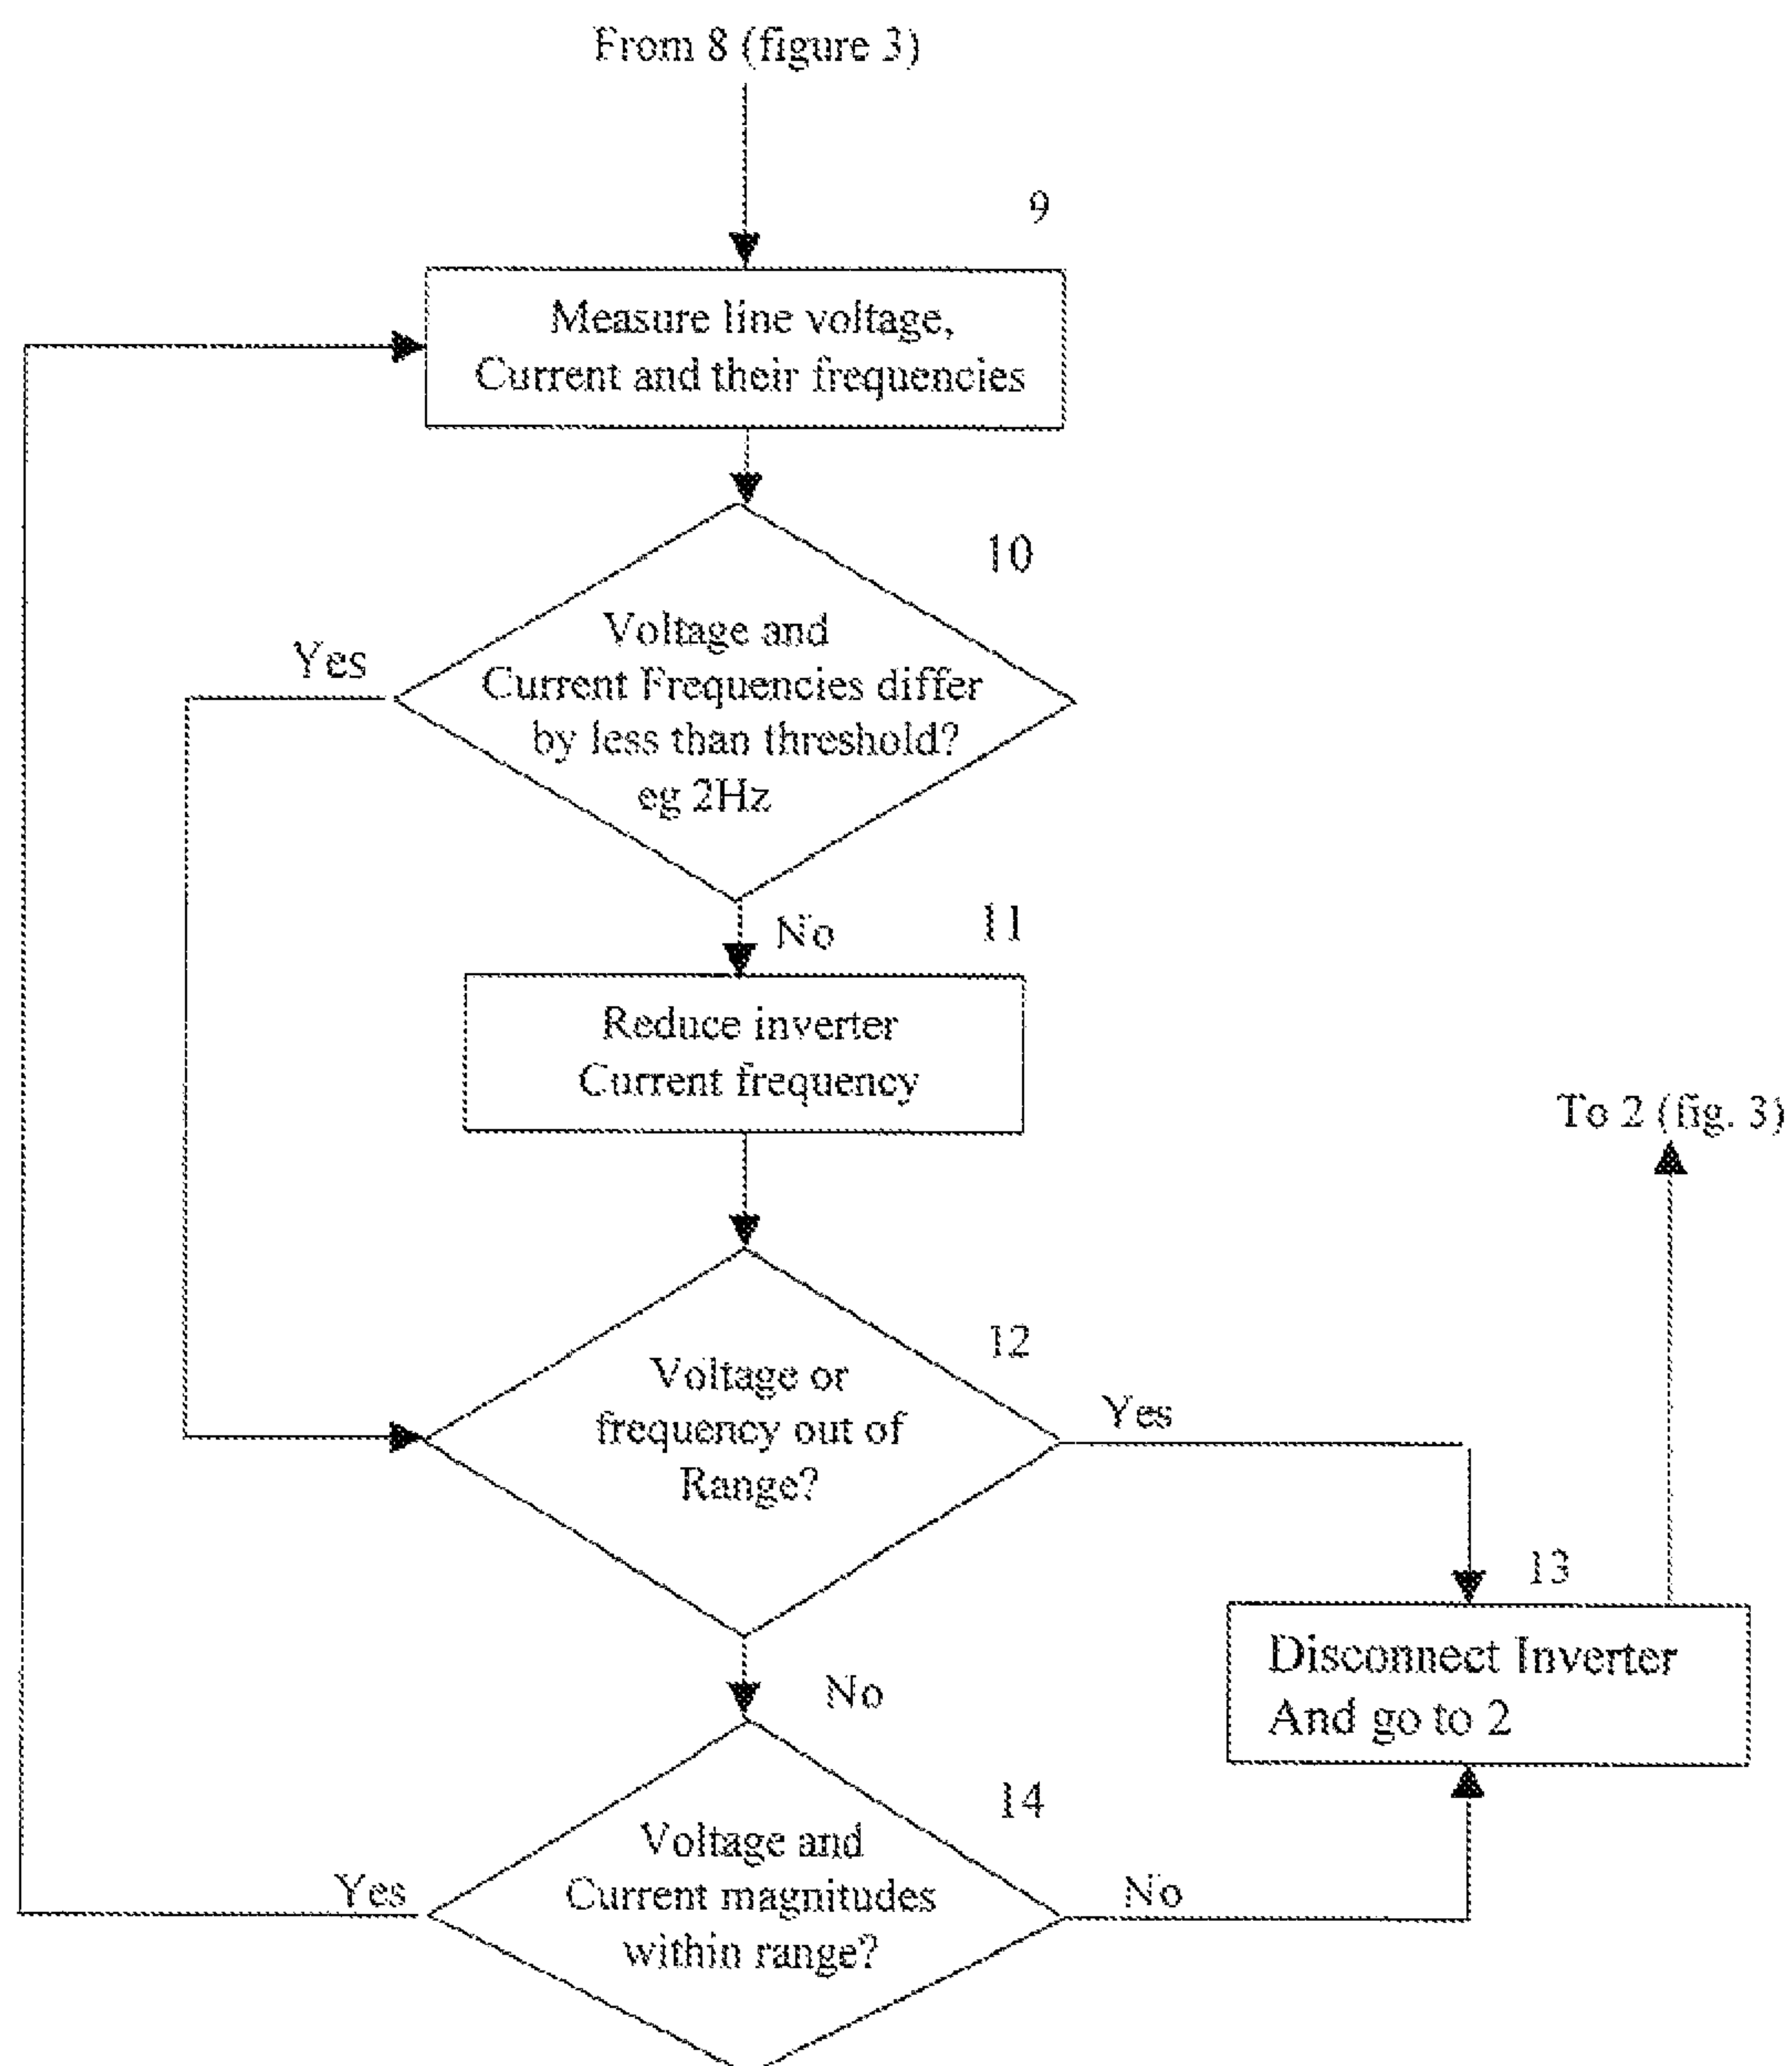 From 8 (figure 3)
9
Measure line voltage,
Current and their frequencies
10
Voltage and
Current Frequencies differ
by less than threshold?
eg 2Hz
Yes
No
11
Reduce inverter
Current frequency
To 2 (fig. 3)
12
Voltage or
frequency out of
Range?
Yes
13
Disconnect Inverter
And go to 2
No
14
Voltage and
Current magnitudes
within range?
Yes
No